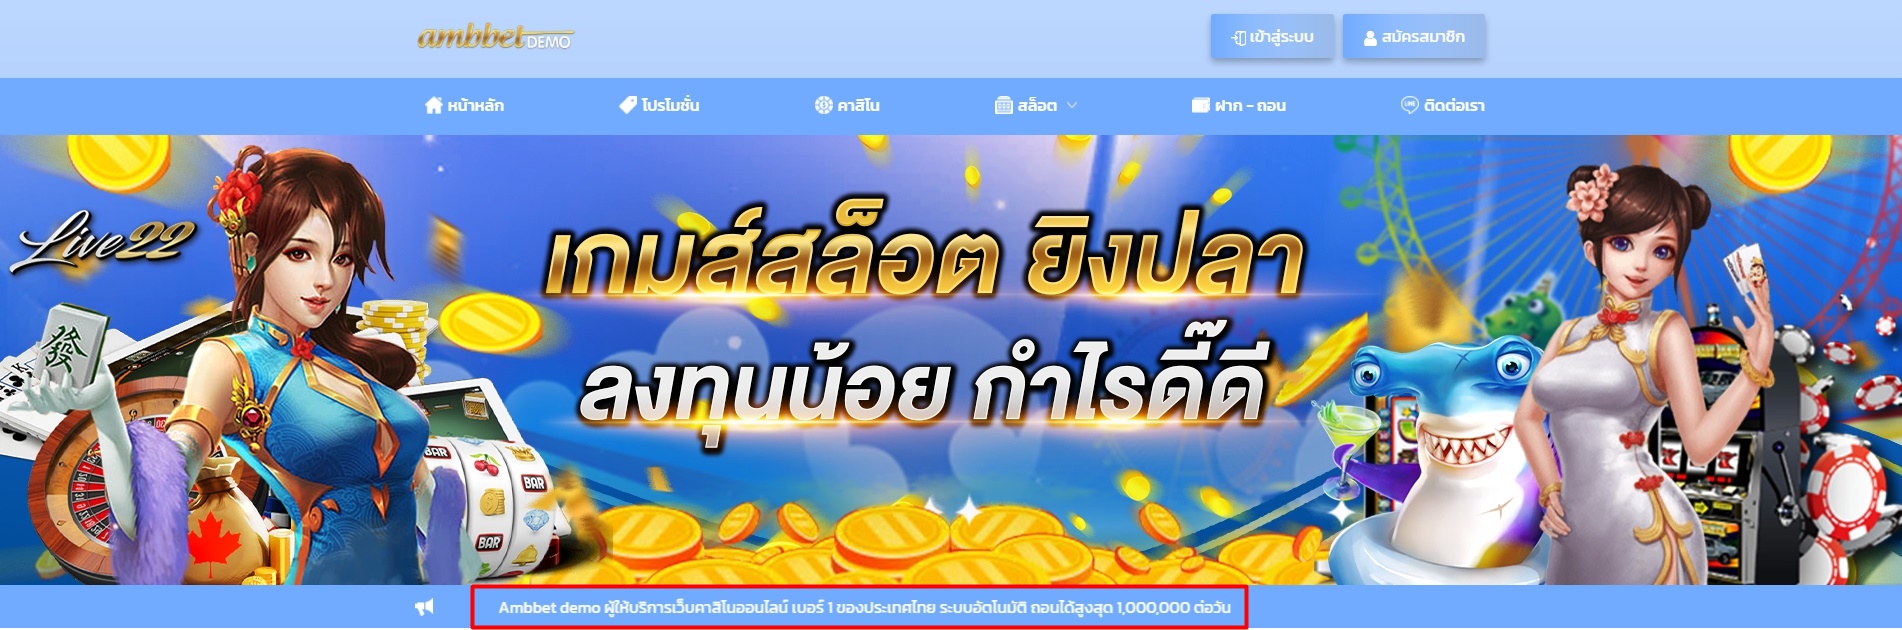 ambbet DEMO
เข้าสู่ระบบ
สมัครสมาชิก
หน้าหลัก
โปรโมชั่น
คาสิโน
สล็อต
ฝาก - ถอน
ติดต่อเรา
Live22
เกมส์สล็อต ยิงปลา
ลงทุนน้อย กำไรดี๊ดี
發
BAR
BAR
BAR
Ambbet demo ผู้ให้บริการเว็บคาสิโนออนไลน์ เบอร์ 1 ของประเทศไทย ระบบอัตโนมัติ ถอนได้สูงสุด 1,000,000 ต่อวัน